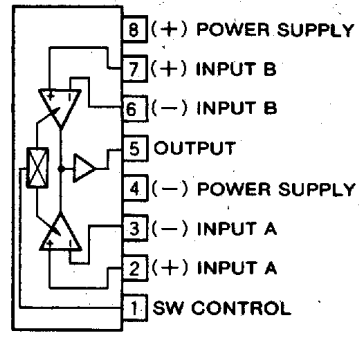 8 (+) POWER SUPPLY
7 (+) INPUT B
6 (−) INPUT B
5 OUTPUT
4 (−) POWER SUPPLY
3 (−) INPUT A
2 (+) INPUT A
1 SW CONTROL
+ −
+ −